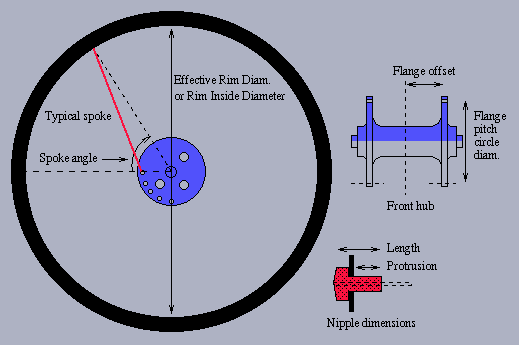 Effective Rim Diam.
or Rim Inside Diameter
Typical spoke
Spoke angle
Flange offset
Flange
pitch
circle
diam.
Front hub
Length
Protrusion
Nipple dimensions